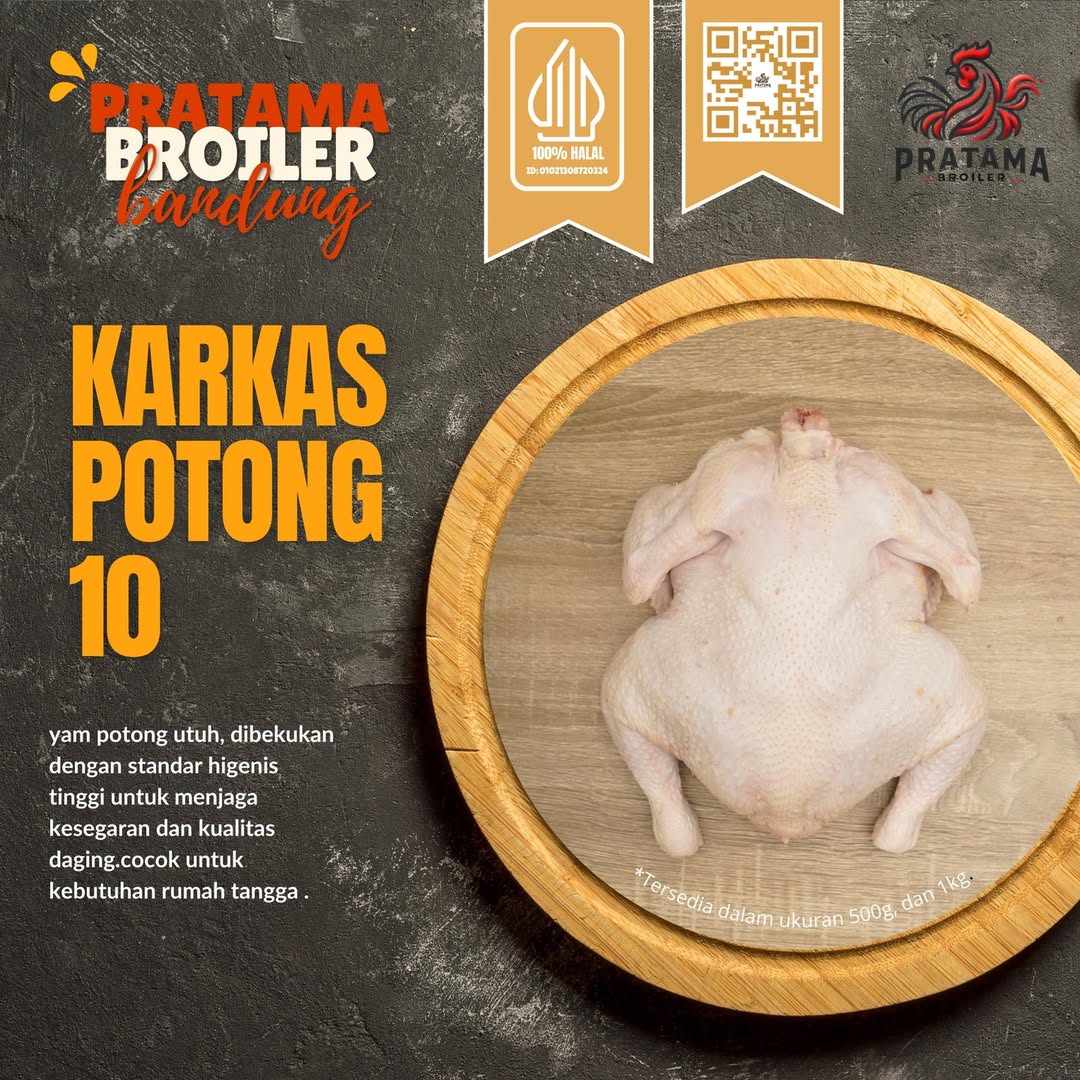 PRATAMA
BROILER
bandung
100% HALAL
ID: 01021308720324
PRATAMA
BROILER
KARKAS
POTONG
10
yam potong utuh, dibekukan
dengan standar higenis
tinggi untuk menjaga
kesegaran dan kualitas
daging.cocok untuk
kebutuhan rumah tangga .
*Tersedia dalam ukuran 500g, dan 1kg.